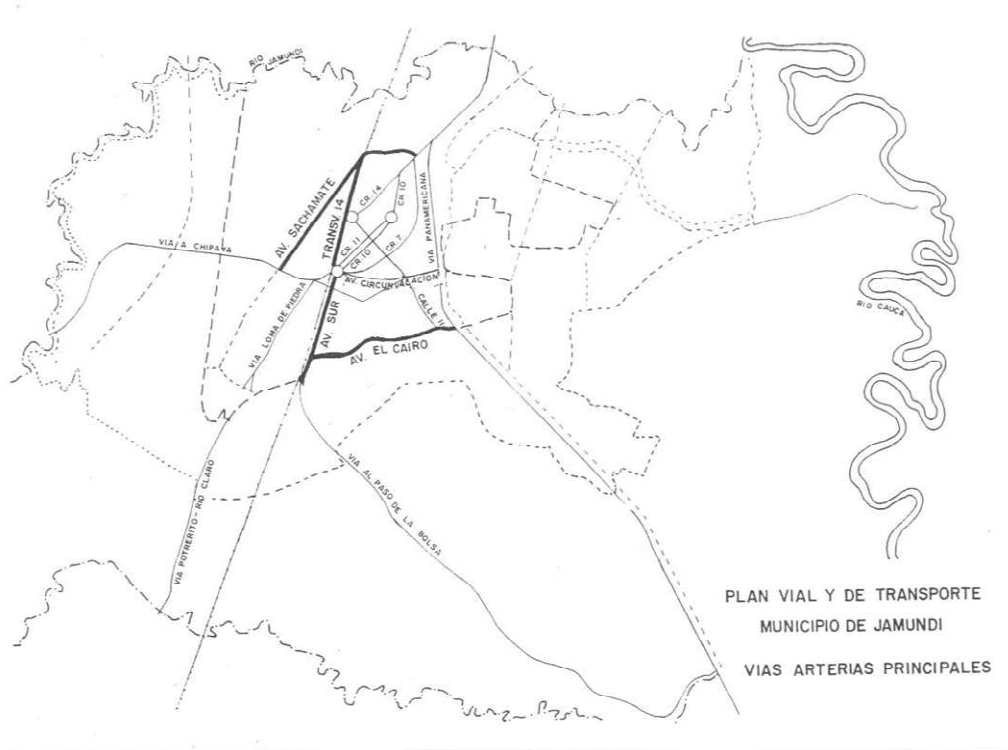 RIO JAMUNDI
AV. SACHAMATE
TRANSV. 14
CR. 14
CR. 10
VIA PANAMERICANA
CR. 7
CR. 11
CR. 10
VIA A CHIPAYA
AV. CIRCUNVALACION
VIA LOMA DE PIEDRA
AV. SUR
CALLE 11
AV. EL CAIRO
RIO CAUCA
VIA POTRERITO - RIO CLARO
VIA AL PASO DE LA BOLSA
PLAN VIAL Y DE TRANSPORTE
MUNICIPIO DE JAMUNDI
VIAS ARTERIAS PRINCIPALES